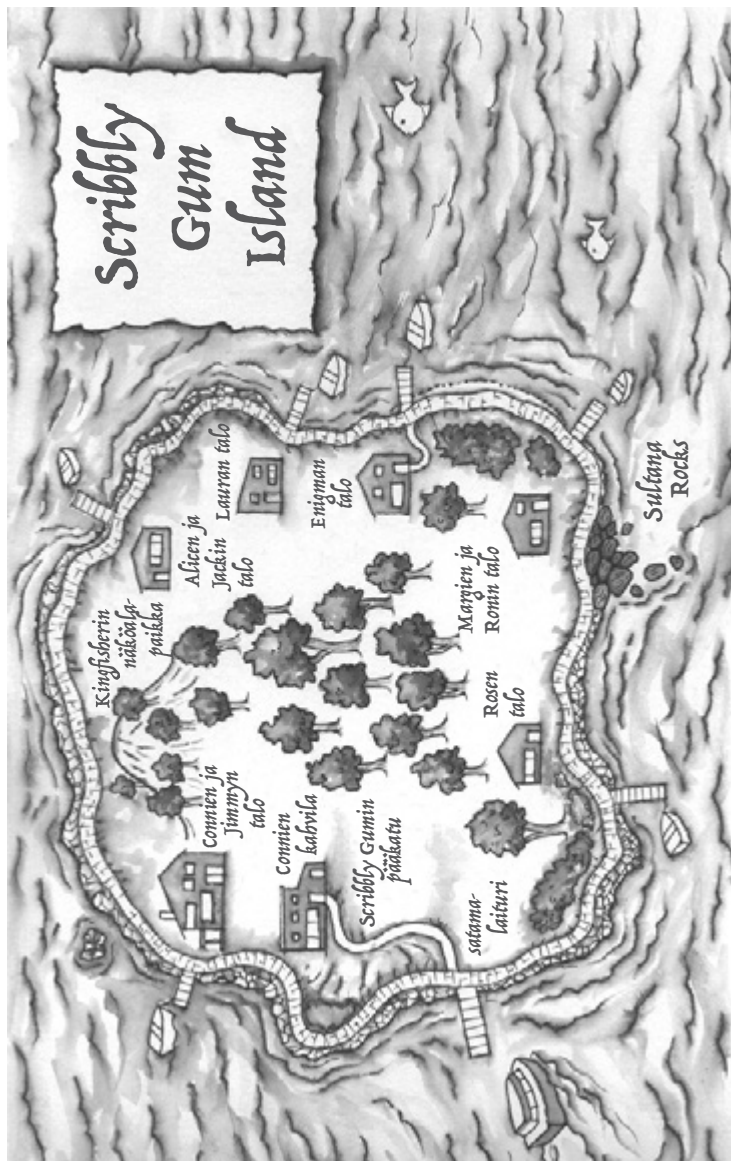 Scribbly
Gum
Island
Kingfisherin
näköala-
paikka
Connien ja
Jimmyn
talo
Alicen ja
Jackin
talo
Lauran talo
Connien
kahvila
Enigman
talo
Scribbly Gumin
pääkatu
satama-
laituri
Rosen
talo
Margien ja
Ronin talo
Sultana
Rocks